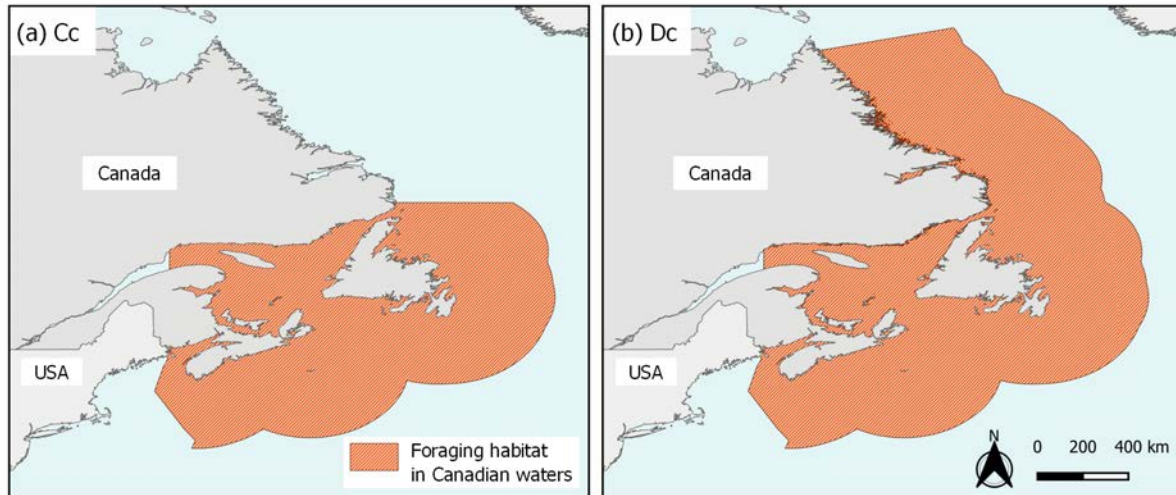 (a) Cc
Canada
USA
Foraging habitat
in Canadian waters
(b) Dc
Canada
USA
N
0 200 400 km